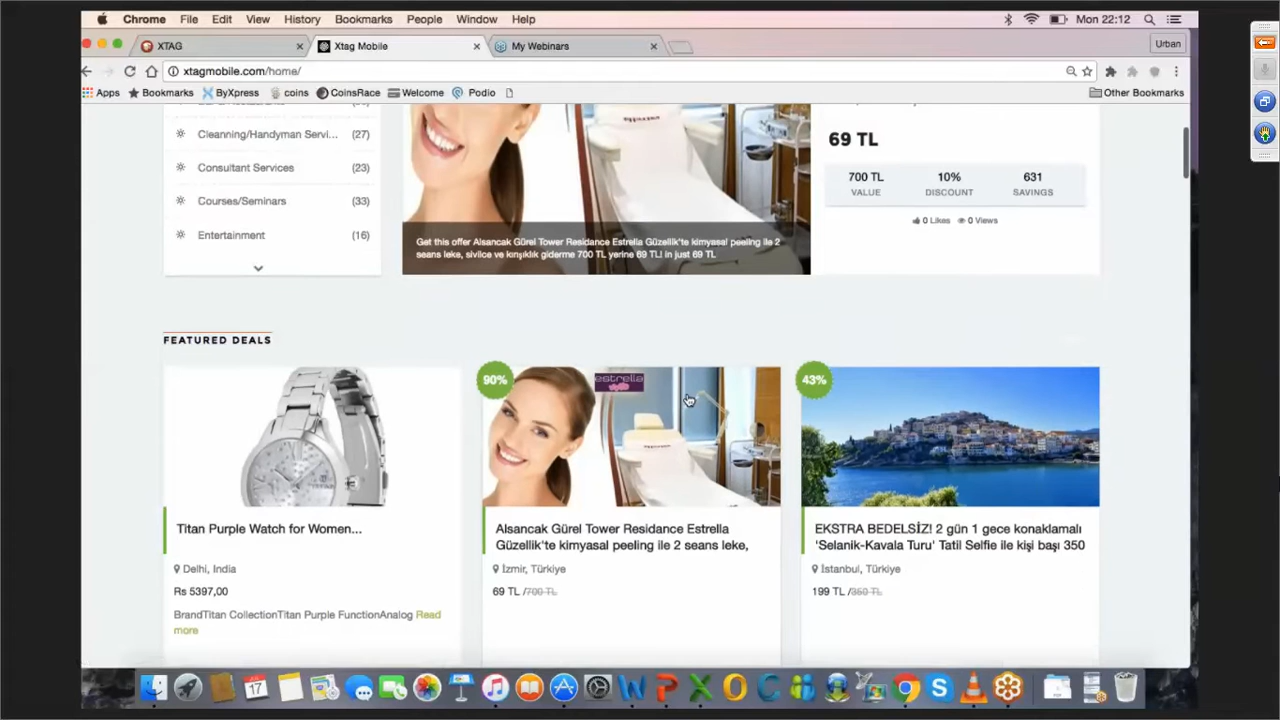 Chrome File Edit View History Bookmarks People Window Help Mon 22:12
XTAG Xtag Mobile My Webinars Urban
xtagmobile.com/home/
Apps Bookmarks ByXpress coins CoinsRace Welcome Podio Other Bookmarks
Cleanning/Handyman Servi... (27)
Consultant Services (23)
Courses/Seminars (33)
Entertainment (16)
Get this offer Alsancak Gürel Tower Residance Estrella Güzellik'te kimyasal peeling ile 2
seans leke, sivilce ve kırışıklık giderme 700 TL yerine 69 TL! in just 69 TL
69 TL
700 TL 10% 631
VALUE DISCOUNT SAVINGS
0 Likes 0 Views
FEATURED DEALS
Titan Purple Watch for Women...
Delhi, India
Rs 5397,00
BrandTitan CollectionTitan Purple FunctionAnalog Read
more
90%
estrella
Alsancak Gürel Tower Residance Estrella
Güzellik'te kimyasal peeling ile 2 seans leke,
İzmir, Türkiye
69 TL /700 TL
43%
EKSTRA BEDELSİZ! 2 gün 1 gece konaklamalı
'Selanik-Kavala Turu' Tatil Selfie ile kişi başı 350
İstanbul, Türkiye
199 TL /350 TL
17